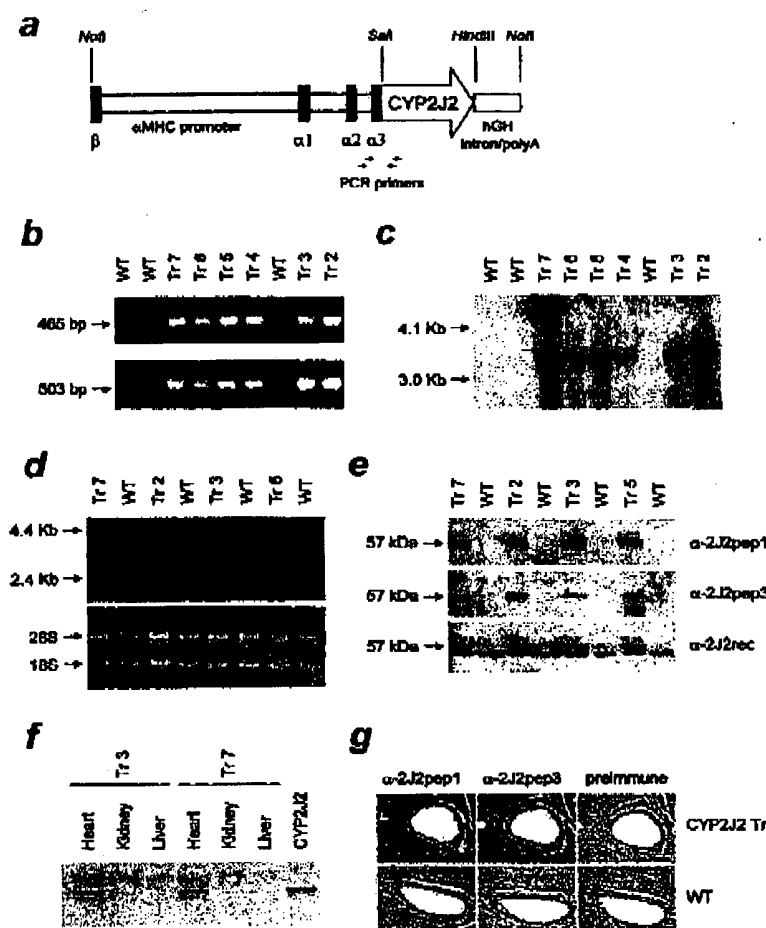 a
NotI SalI HindIII NotI
CYP2J2
αMHC promoter
hGH
intron/polyA
β α1 α2 α3
PCR primers
b
WT WT Tr 7 Tr 6 Tr 5 Tr 4 WT Tr 3 Tr 2
465 bp
503 bp
c
WT WT Tr 7 Tr 6 Tr 5 Tr 4 WT Tr 3 Tr 2
4.1 Kb
3.0 Kb
d
Tr 7 WT Tr 2 WT Tr 3 WT Tr 5 WT
4.4 Kb
2.4 Kb
28S
18S
e
Tr 7 WT Tr 2 WT Tr 3 WT Tr 5 WT
57 kDa α-2J2pep1
57 kDa α-2J2pep3
57 kDa α-2J2rec
f
Tr 3 Tr 7
Heart Kidney Liver Heart Kidney Liver CYP2J2
g
α-2J2pep1 α-2J2pep3 preimmune
CYP2J2 Tr
WT